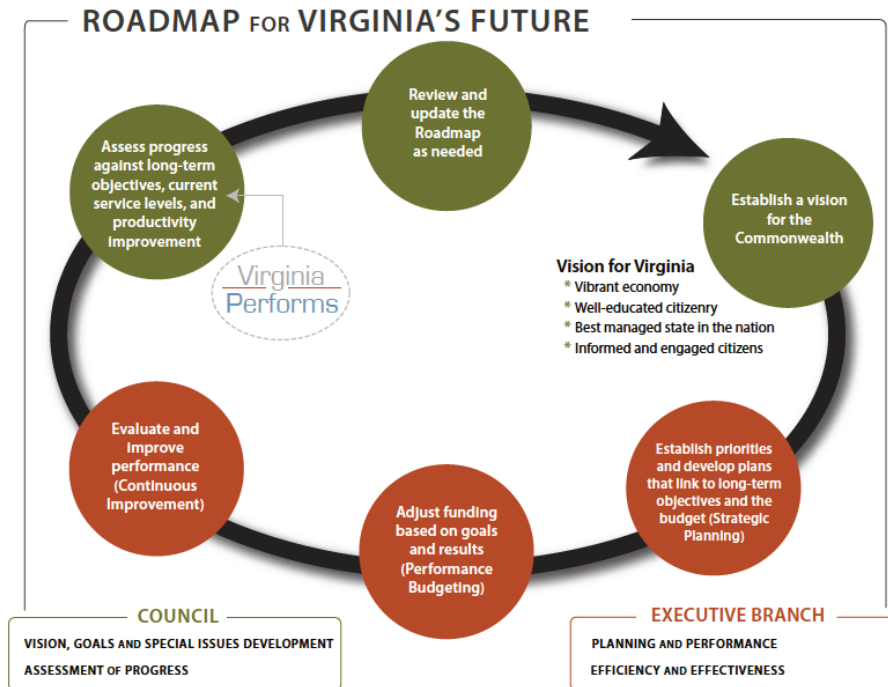 ROADMAP FOR VIRGINIA'S FUTURE
Review and
update the
Roadmap
as needed
Assess progress
against long-term
objectives, current
service levels, and
productivity
improvement
Establish a vision
for the
Commonwealth
Virginia
Performs
Vision for Virginia
* Vibrant economy
* Well-educated citizenry
* Best managed state in the nation
* Informed and engaged citizens
Evaluate and
improve
performance
(Continuous
Improvement)
Adjust funding
based on goals
and results
(Performance
Budgeting)
Establish priorities
and develop plans
that link to long-term
objectives and the
budget (Strategic
Planning)
COUNCIL
VISION, GOALS AND SPECIAL ISSUES DEVELOPMENT
ASSESSMENT OF PROGRESS
EXECUTIVE BRANCH
PLANNING AND PERFORMANCE
EFFICIENCY AND EFFECTIVENESS